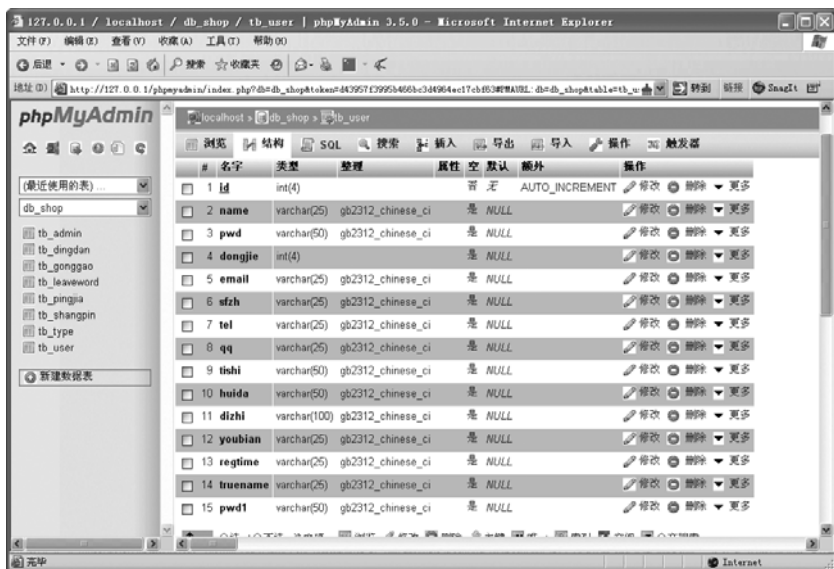 127.0.0.1 / localhost / db_shop / tb_user | phpMyAdmin 3.5.0 - Microsoft Internet Explorer
文件(F) 编辑(E) 查看(V) 收藏(A) 工具(T) 帮助(H)
后退 搜索 收藏夹
地址(D) http://127.0.0.1/phpmyadmin/index.php?db=db_shop&token=d43957f3995b466bc3d4964ec17cbf63#PMAURL:db=db_shop&table=tb_u 转到 链接 SnagIt
phpMyAdmin
localhost » db_shop » tb_user
浏览 结构 SQL 搜索 插入 导出 导入 操作 触发器
(最近使用的表) ...
db_shop
tb_admin
tb_dingdan
tb_gonggao
tb_leaveword
tb_pingjia
tb_shangpin
tb_type
tb_user
新建数据表
# 名字 类型 整理 属性 空 默认 额外 操作
1 id int(4) 否 无 AUTO_INCREMENT 修改 删除 更多
2 name varchar(25) gb2312_chinese_ci 是 NULL 修改 删除 更多
3 pwd varchar(50) gb2312_chinese_ci 是 NULL 修改 删除 更多
4 dongjie int(4) 是 NULL 修改 删除 更多
5 email varchar(25) gb2312_chinese_ci 是 NULL 修改 删除 更多
6 sfzh varchar(25) gb2312_chinese_ci 是 NULL 修改 删除 更多
7 tel varchar(25) gb2312_chinese_ci 是 NULL 修改 删除 更多
8 qq varchar(25) gb2312_chinese_ci 是 NULL 修改 删除 更多
9 tishi varchar(50) gb2312_chinese_ci 是 NULL 修改 删除 更多
10 huida varchar(50) gb2312_chinese_ci 是 NULL 修改 删除 更多
11 dizhi varchar(100) gb2312_chinese_ci 是 NULL 修改 删除 更多
12 youbian varchar(25) gb2312_chinese_ci 是 NULL 修改 删除 更多
13 regtime varchar(25) gb2312_chinese_ci 是 NULL 修改 删除 更多
14 truename varchar(25) gb2312_chinese_ci 是 NULL 修改 删除 更多
15 pwd1 varchar(50) gb2312_chinese_ci 是 NULL 修改 删除 更多
完毕
Internet